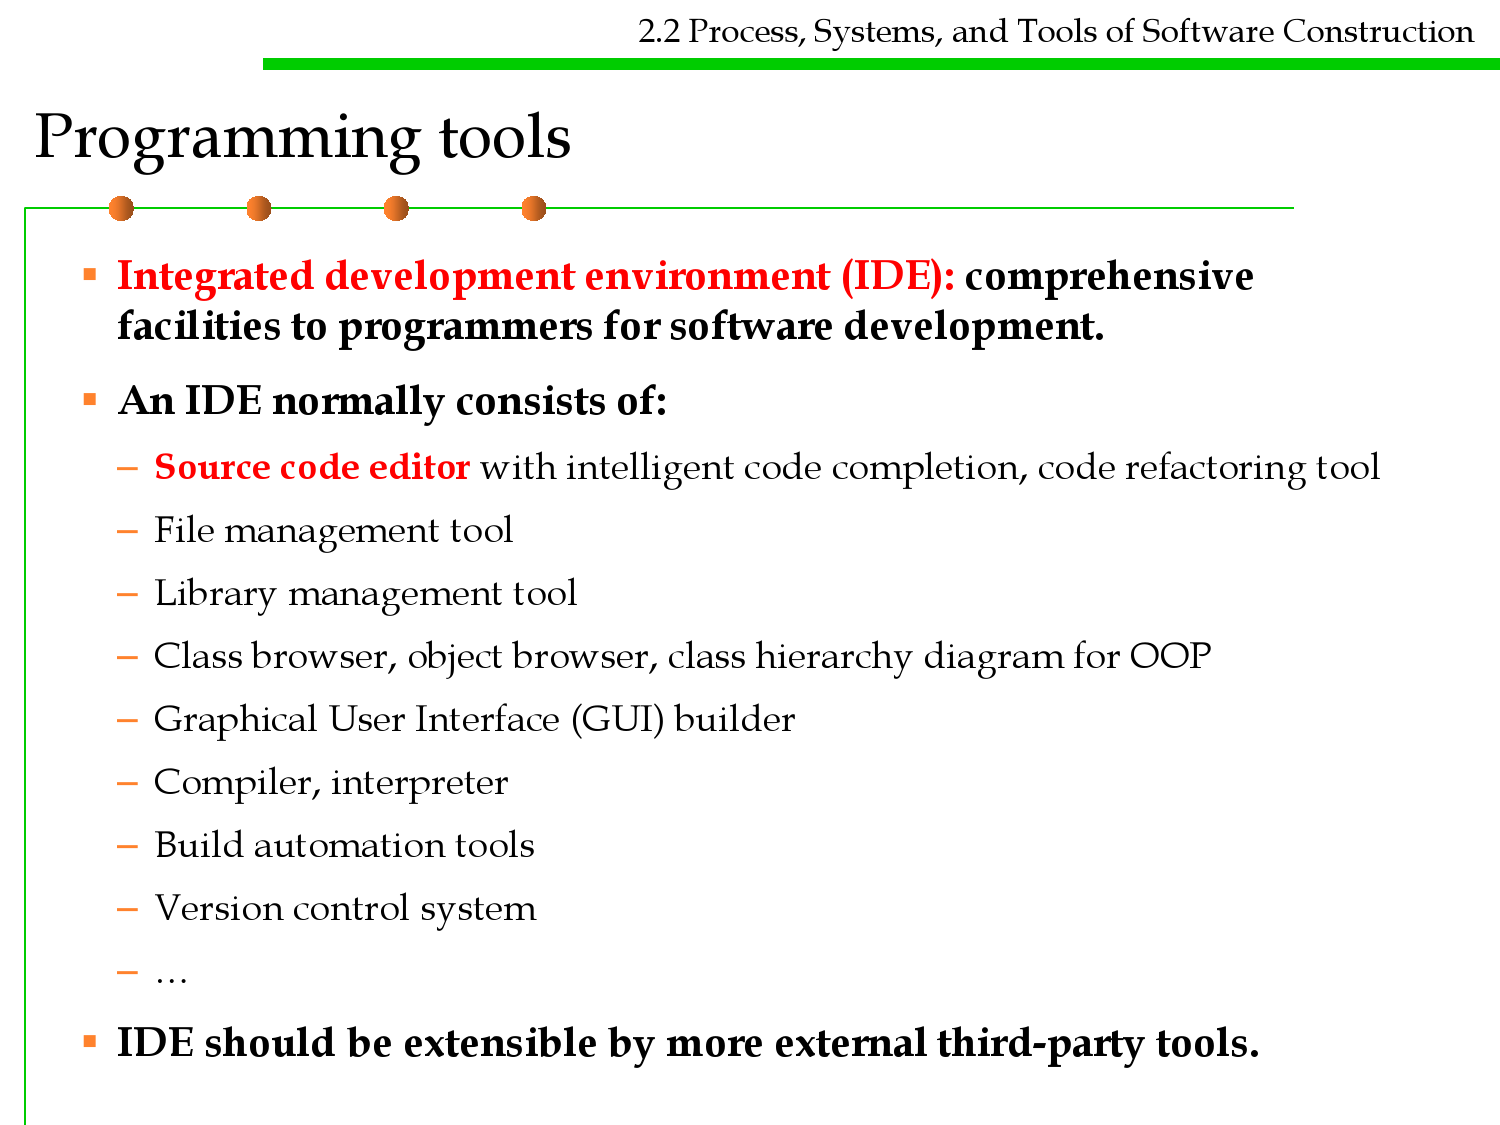 2.2 Process, Systems, and Tools of Software Construction
Programming tools
▪ Integrated development environment (IDE): comprehensive
facilities to programmers for software development.
▪ An IDE normally consists of:
– Source code editor with intelligent code completion, code refactoring tool
– File management tool
– Library management tool
– Class browser, object browser, class hierarchy diagram for OOP
– Graphical User Interface (GUI) builder
– Compiler, interpreter
– Build automation tools
– Version control system
– …
▪ IDE should be extensible by more external third-party tools.